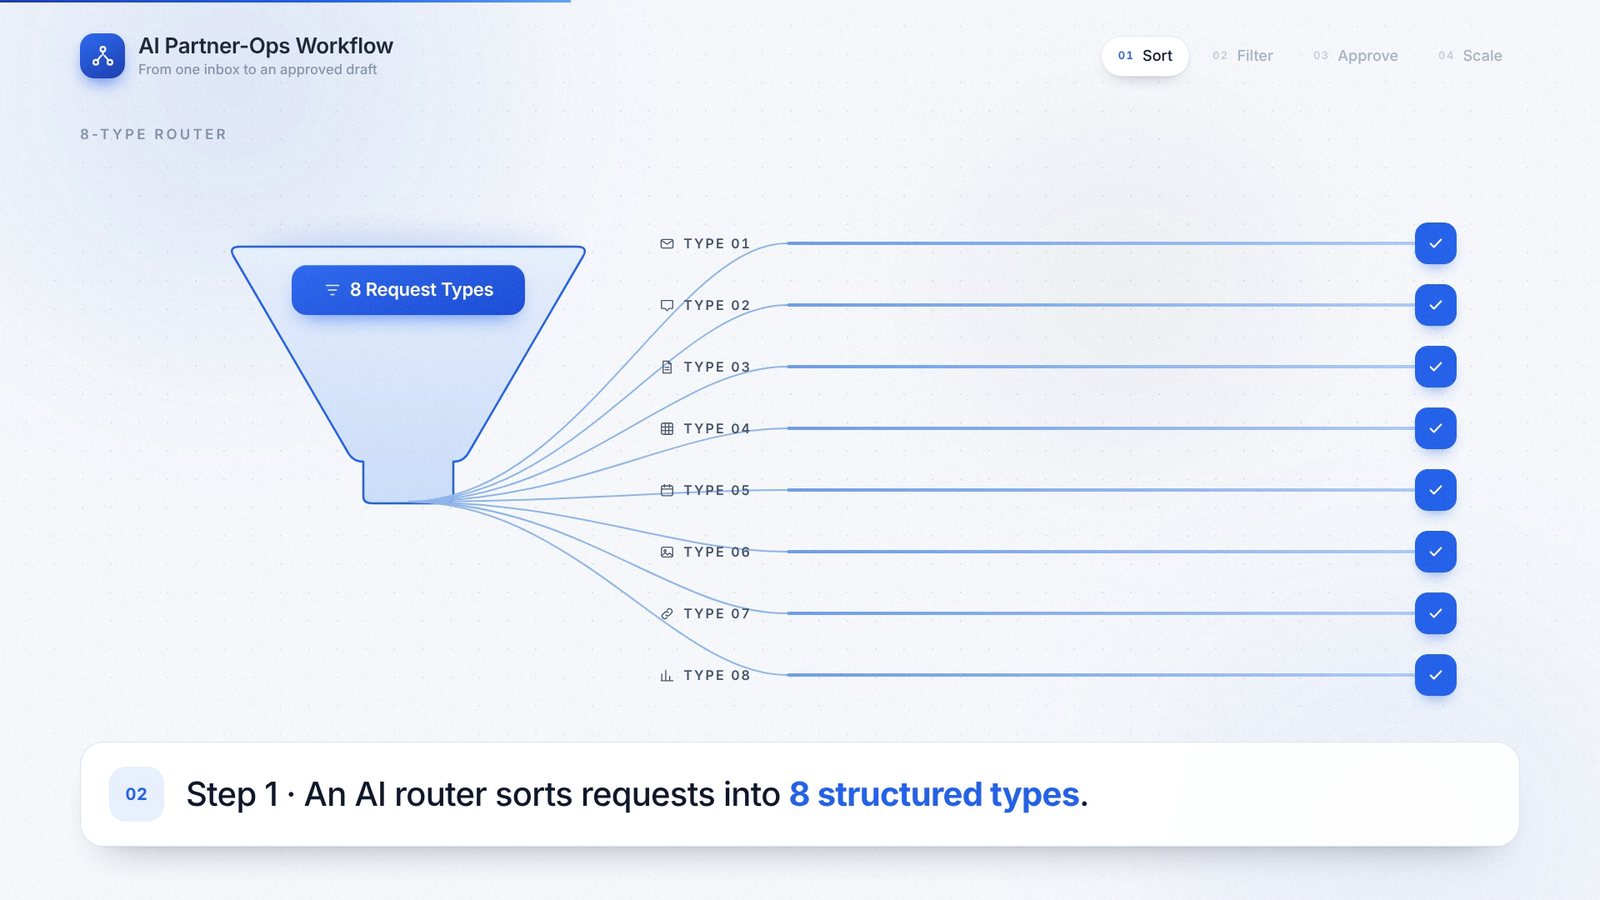 AI Partner-Ops Workflow
From one inbox to an approved draft
01 Sort
02 Filter
03 Approve
04 Scale
8-TYPE ROUTER
8 Request Types
TYPE 01
TYPE 02
TYPE 03
TYPE 04
TYPE 05
TYPE 06
TYPE 07
TYPE 08
02
Step 1 · An AI router sorts requests into 8 structured types.